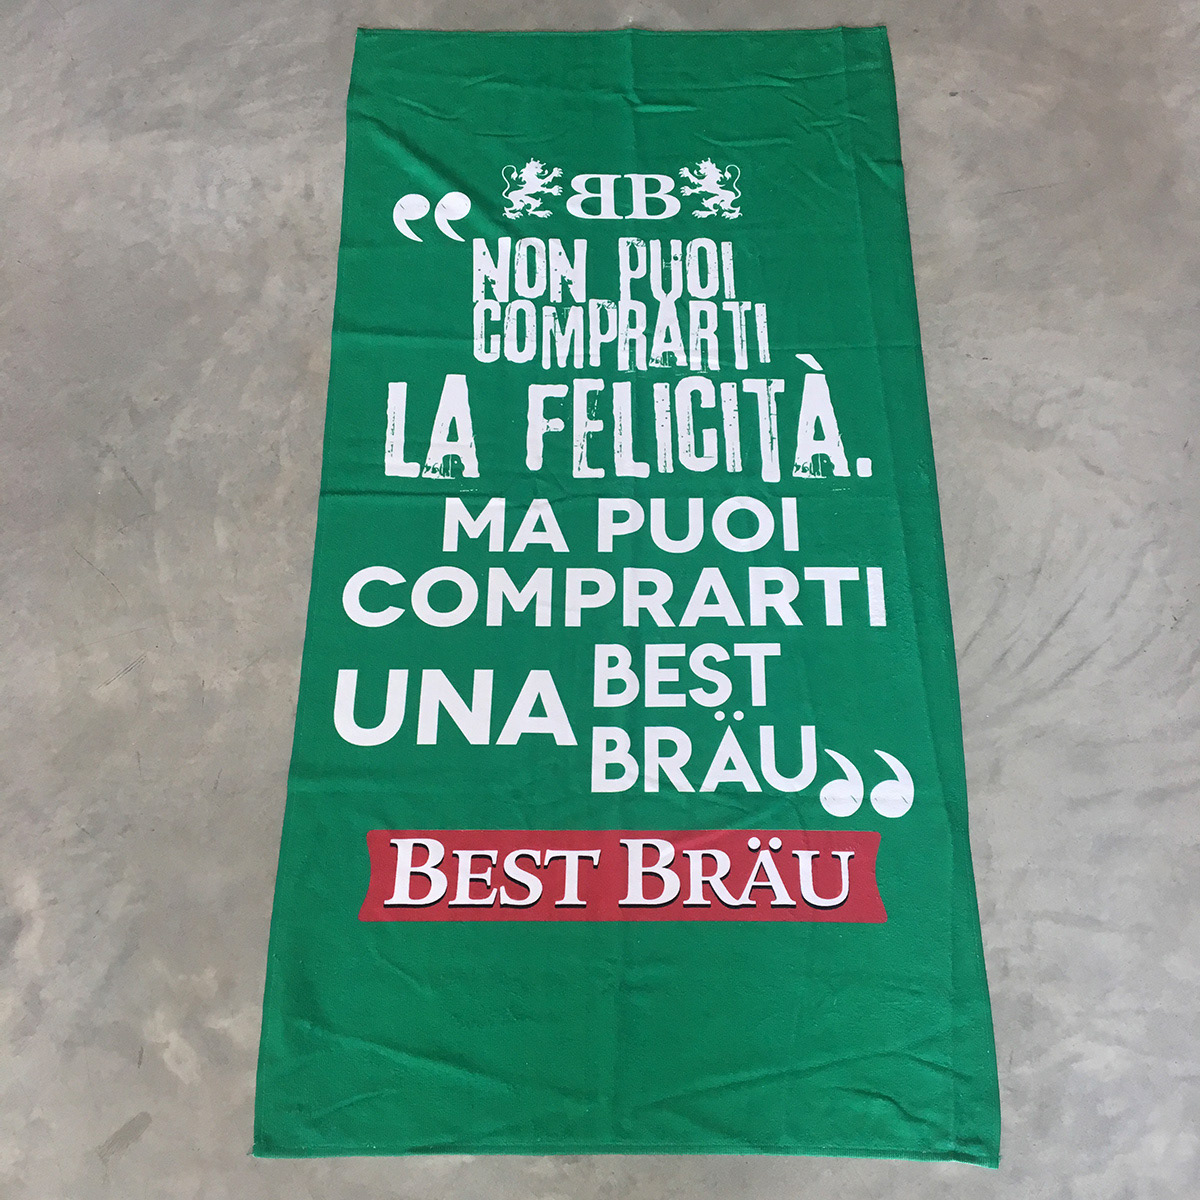 BB
“NON PUOI
COMPRARTI
LA FELICITÀ.
MA PUOI
COMPRARTI
UNA BEST
BRÄU”
BEST BRÄU